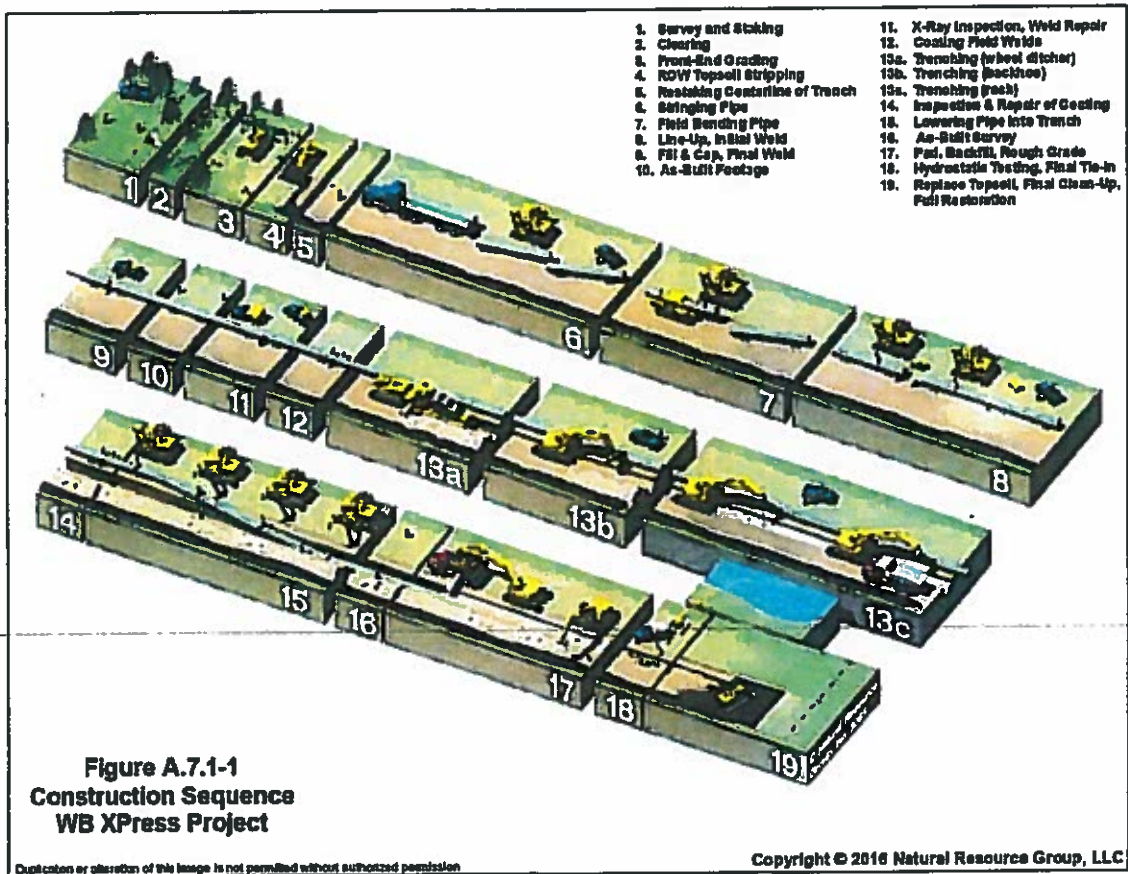 1. Survey and Staking
2. Clearing
3. Front-End Grading
4. ROW Topsoil Stripping
5. Restaking Centerline of Trench
6. Stringing Pipe
7. Field Bending Pipe
8. Line-Up, Initial Weld
9. Fill & Cap, Final Weld
10. As-Built Footage
11. X-Ray Inspection, Weld Repair
12. Coating Field Welds
13a. Trenching (wheel ditcher)
13b. Trenching (backhoe)
Trenching (rock)
14. Inspection & Repair of Coating
15. Lowering Pipe Into Trench
16. As-Built Survey
17. Pad, Backfill, Rough Grade
18. Hydrostatic Testing, Final Tie-In
19. Replace Topsoil, Final Clean-Up,
Full Restoration
1
2
3
4
5
6
7
8
9
10
11
12
13a
13b
13c
14
15
16
17
18
19
Figure A.7.1-1
Construction Sequence
WB XPress Project
Duplication or alteration of this image is not permitted without authorized permission
Copyright © 2016 Natural Resource Group, LLC